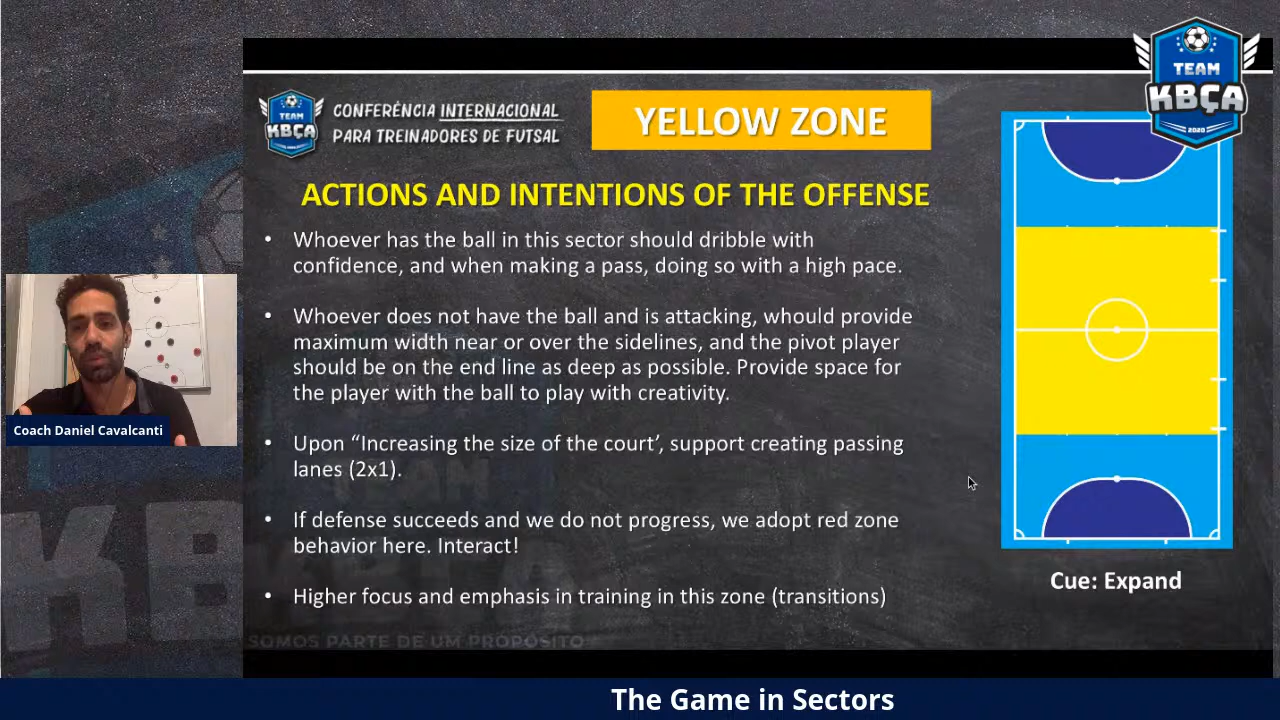 TEAM
KBÇA
2020
TEAM
KBÇA
CONFERÊNCIA INTERNACIONAL
PARA TREINADORES DE FUTSAL
YELLOW ZONE
ACTIONS AND INTENTIONS OF THE OFFENSE
• Whoever has the ball in this sector should dribble with
confidence, and when making a pass, doing so with a high pace.
• Whoever does not have the ball and is attacking, whould provide
maximum width near or over the sidelines, and the pivot player
should be on the end line as deep as possible. Provide space for
the player with the ball to play with creativity.
• Upon “Increasing the size of the court’, support creating passing
lanes (2x1).
• If defense succeeds and we do not progress, we adopt red zone
behavior here. Interact!
• Higher focus and emphasis in training in this zone (transitions)
Cue: Expand
Coach Daniel Cavalcanti
TEAM
KBÇA
SOMOS PARTE DE UM PROPÓSITO
The Game in Sectors